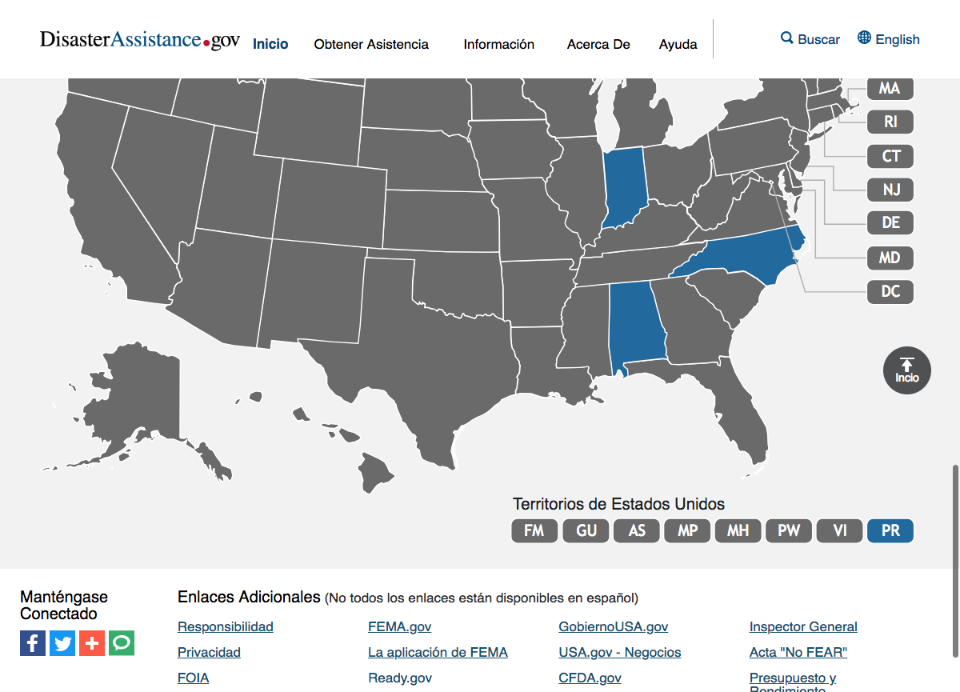 DisasterAssistance.gov Inicio Obtener Asistencia Información Acerca De Ayuda Buscar English
MA
RI
CT
NJ
DE
MD
DC
Incio
Territorios de Estados Unidos
FM GU AS MP MH PW VI PR
Manténgase
Conectado
Enlaces Adicionales (No todos los enlaces están disponibles en español)
Responsibilidad FEMA.gov GobiernoUSA.gov Inspector General
Privacidad La aplicación de FEMA USA.gov - Negocios Acta "No FEAR"
FOIA Ready.gov CFDA.gov Presupuesto y
Rendimiento